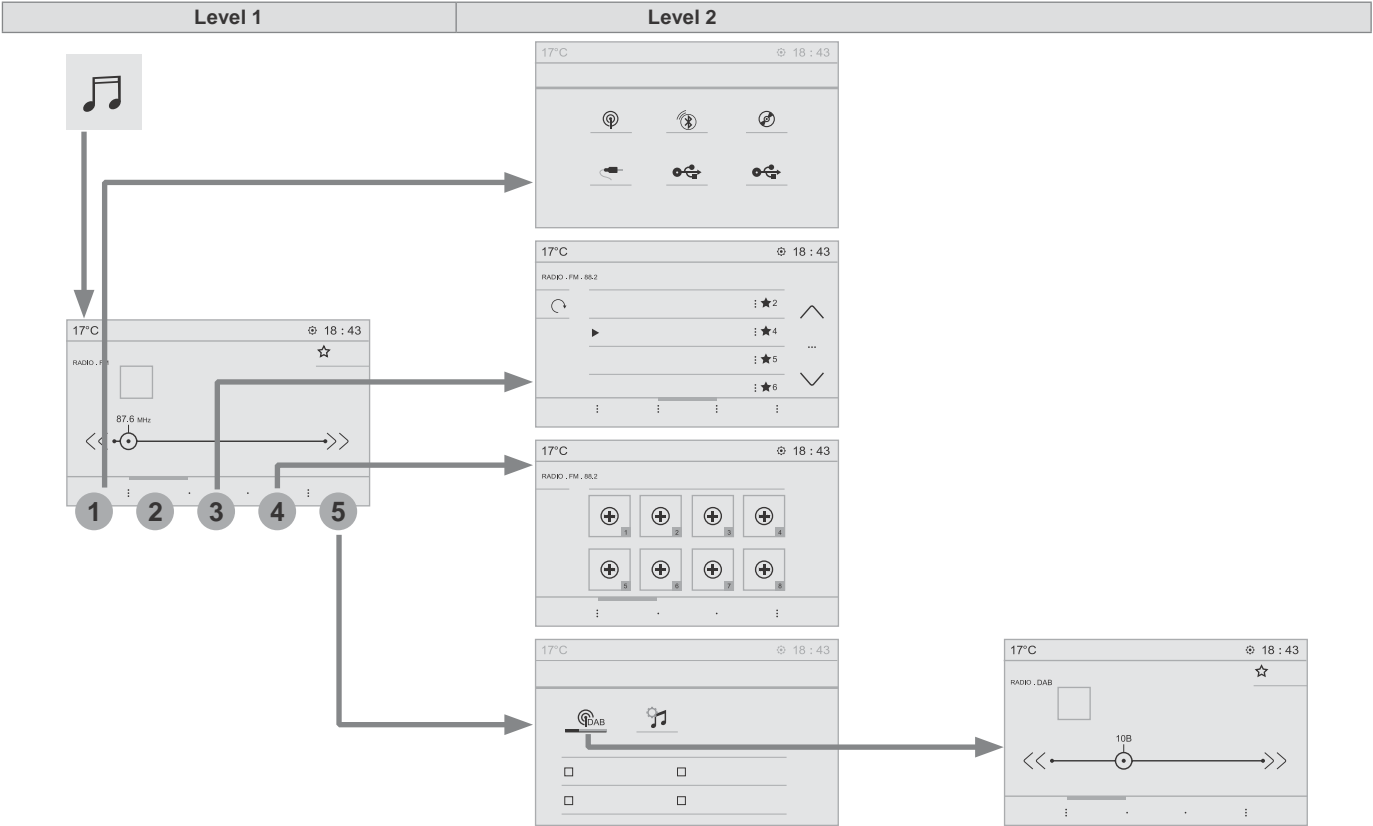 Level 1 Level 2
17°C 18 : 43
17°C 18 : 43
RADIO . FM . 88.2
2
4
...
5
6
17°C 18 : 43
RADIO . FM
87.6 MHz
1 2 3 4 5
17°C 18 : 43
RADIO . FM . 88.2
1 2 3 4
5 6 7 8
17°C 18 : 43
DAB
17°C 18 : 43
RADIO . DAB
10B